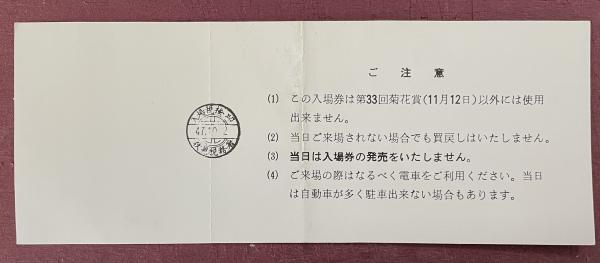 ご注意
(1) この入場券は第33回菊花賞(11月12日)以外には使用
出来ません。
(2) 当日ご来場されない場合でも買戻しはいたしません。
(3) 当日は入場券の発売をいたしません。
(4) ご来場の際はなるべく電車をご利用ください。当日
は自動車が多く駐車出来ない場合もあります。